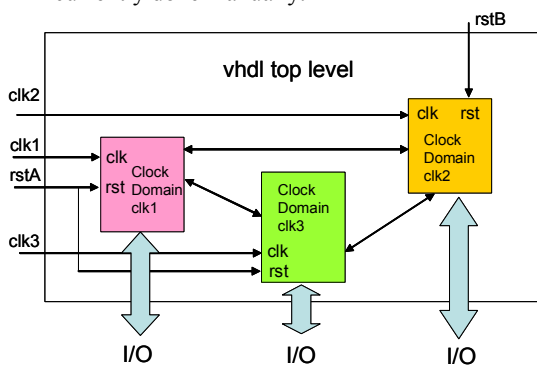 rstB
vhdl top level
clk2
clk rst
clk1
clk
Clock
Domain
clk1
Clock
Domain
clk2
rstA
rst
Clock
Domain
clk3
clk3
clk
rst
I/O
I/O
I/O